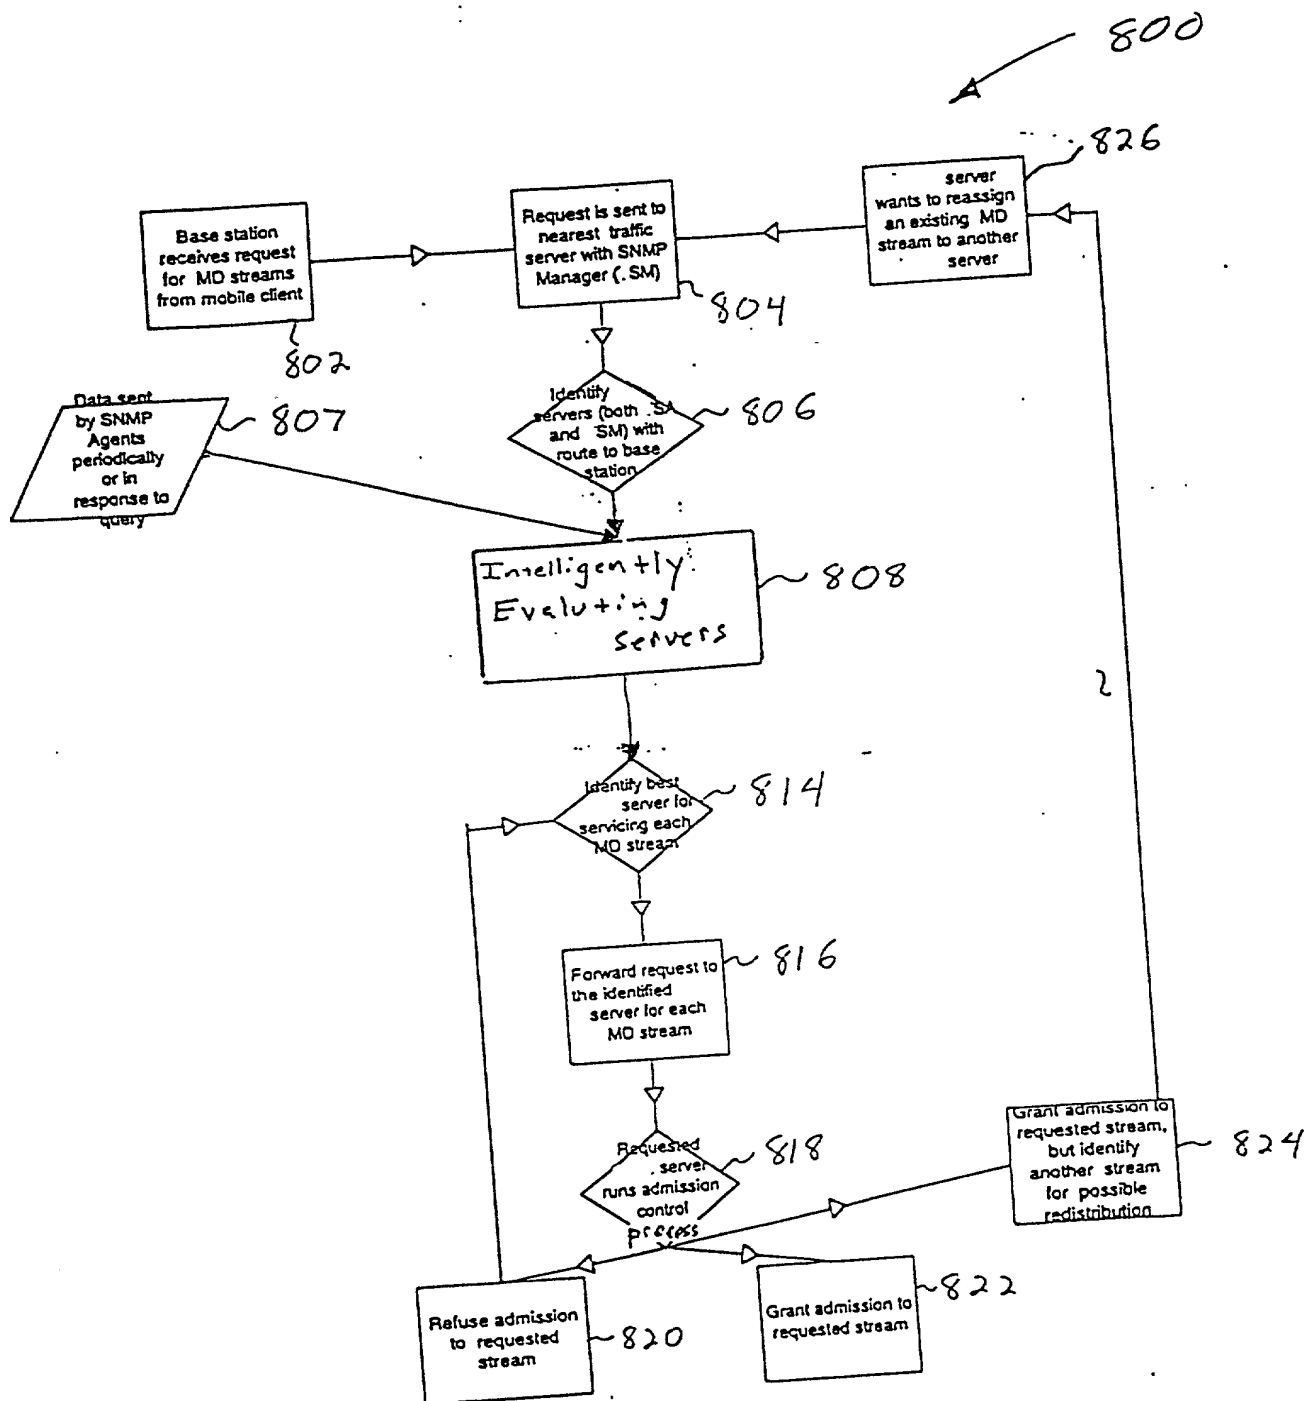 800
826
server
wants to reassign
an existing MD
stream to another
server
Request is sent to
nearest traffic
server with SNMP
Manager (.SM)
804
Base station
receives request
for MD streams
from mobile client
802
Data sent
by SNMP
Agents
periodically
or in
response to
query
807
Identify
servers (both .SA
and SM) with
route to base
station
806
Intelligently
Evaluting
servers
808
Identify best
server for
servicing each
MD stream
814
Forward request to
the identified
server for each
MD stream
816
Requested
. server
runs admission
control
process
818
Grant admission to
requested stream,
but identify
another stream
for possible
redistribution
824
Refuse admission
to requested
stream
820
Grant admission to
requested stream
822